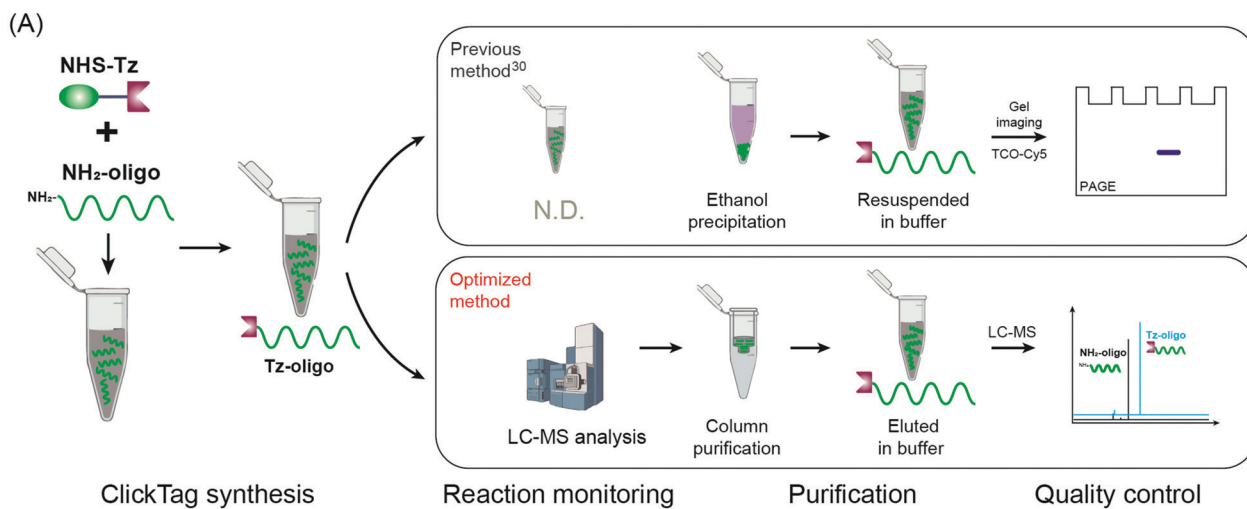 (A)
NHS-Tz
+
NH₂-oligo
NH₂-
Tz-oligo
Previous
method³⁰
N.D.
Ethanol
precipitation
Resuspended
in buffer
Gel
imaging
TCO-Cy5
PAGE
Optimized
method
LC-MS analysis
Column
purification
Eluted
in buffer
LC-MS
NH₂-oligo
NH₂-
Tz-oligo
ClickTag synthesis
Reaction monitoring
Purification
Quality control